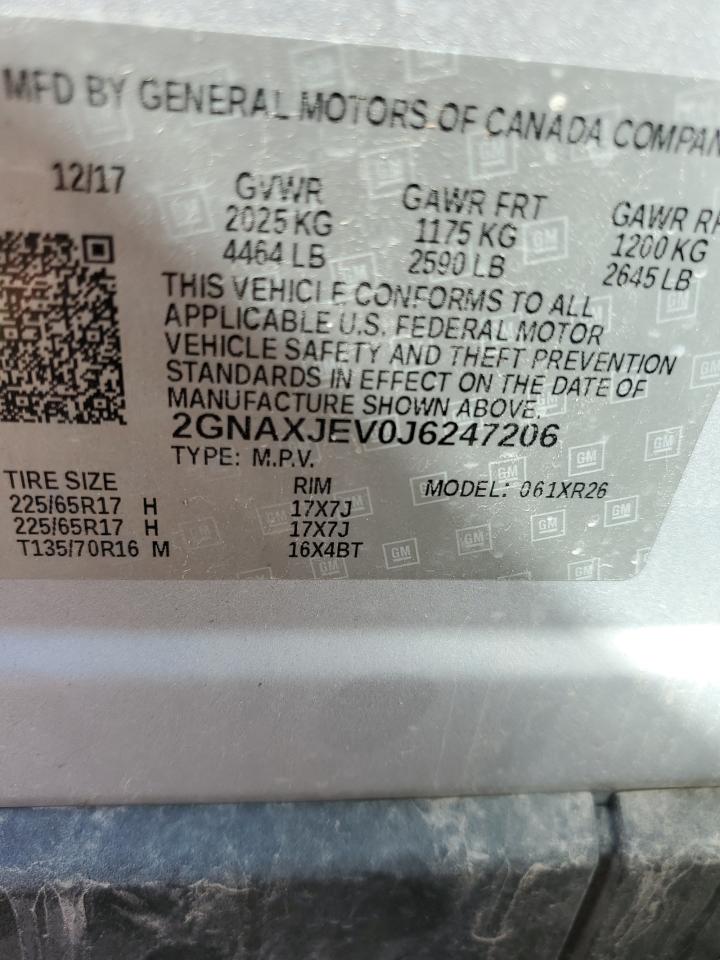 MFD BY GENERAL MOTORS OF CANADA COMPAN
12/17
GVWR
2025 KG
4464 LB
GAWR FRT
1175 KG
2590 LB
GAWR RR
1200 KG
2645 LB
THIS VEHICLE CONFORMS TO ALL
APPLICABLE U.S. FEDERAL MOTOR
VEHICLE SAFETY AND THEFT PREVENTION
STANDARDS IN EFFECT ON THE DATE OF
MANUFACTURE SHOWN ABOVE.
2GNAXJEV0J6247206
TYPE: M.P.V.
TIRE SIZE RIM MODEL: 061XR26
225/65R17 H 17X7J
225/65R17 H 17X7J
T135/70R16 M 16X4BT